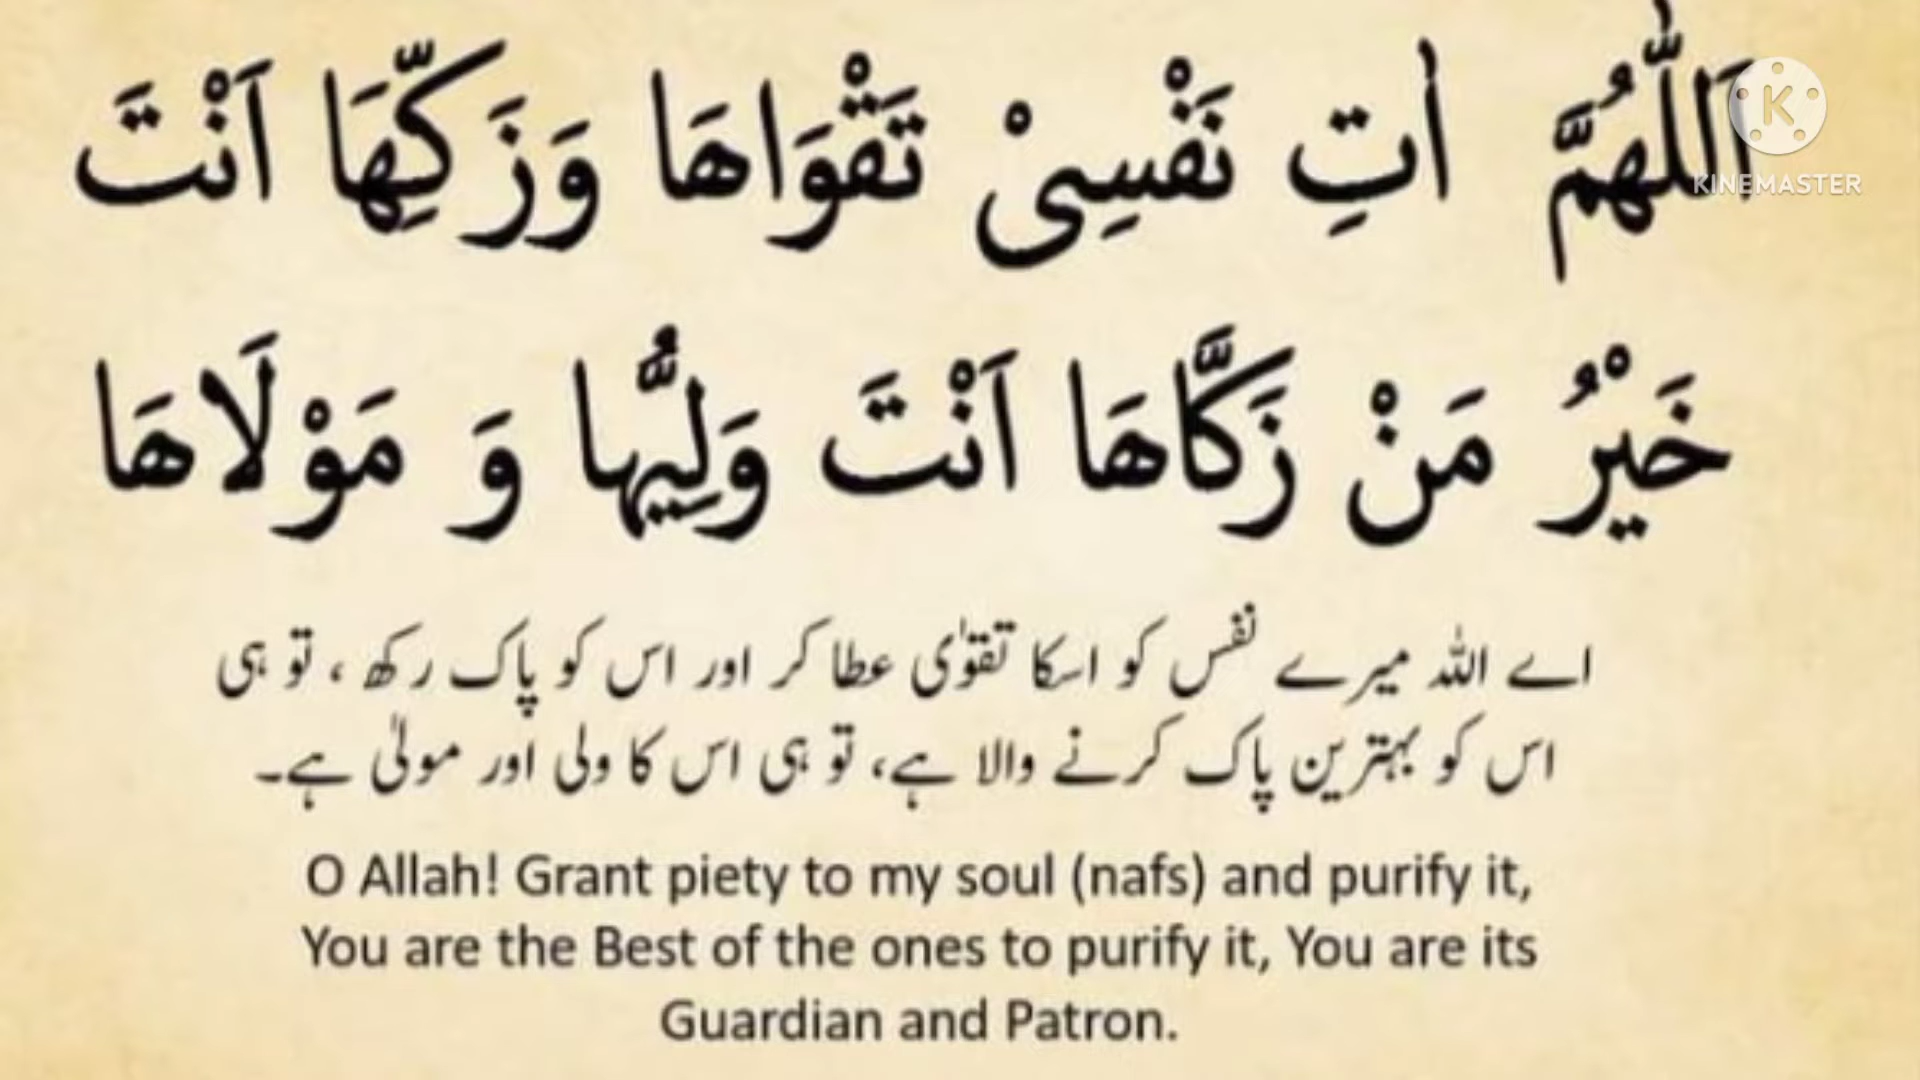 اَللّٰهُمَّ اٰتِ نَفْسِیْ تَقْوَاهَا وَزَكِّهَا اَنْتَ
خَيْرُ مَنْ زَكَّاهَا اَنْتَ وَلِيُّها وَ مَوْلَاهَا
اے اللہ میرے نفس کو اسکا تقوٰی عطا کر اور اس کو پاک رکھ ، تو ہی
اس کو بہترین پاک کرنے والا ہے، تو ہی اس کا ولی اور مولیٰ ہے۔
O Allah! Grant piety to my soul (nafs) and purify it,
You are the Best of the ones to purify it, You are its
Guardian and Patron.
K
KINEMASTER